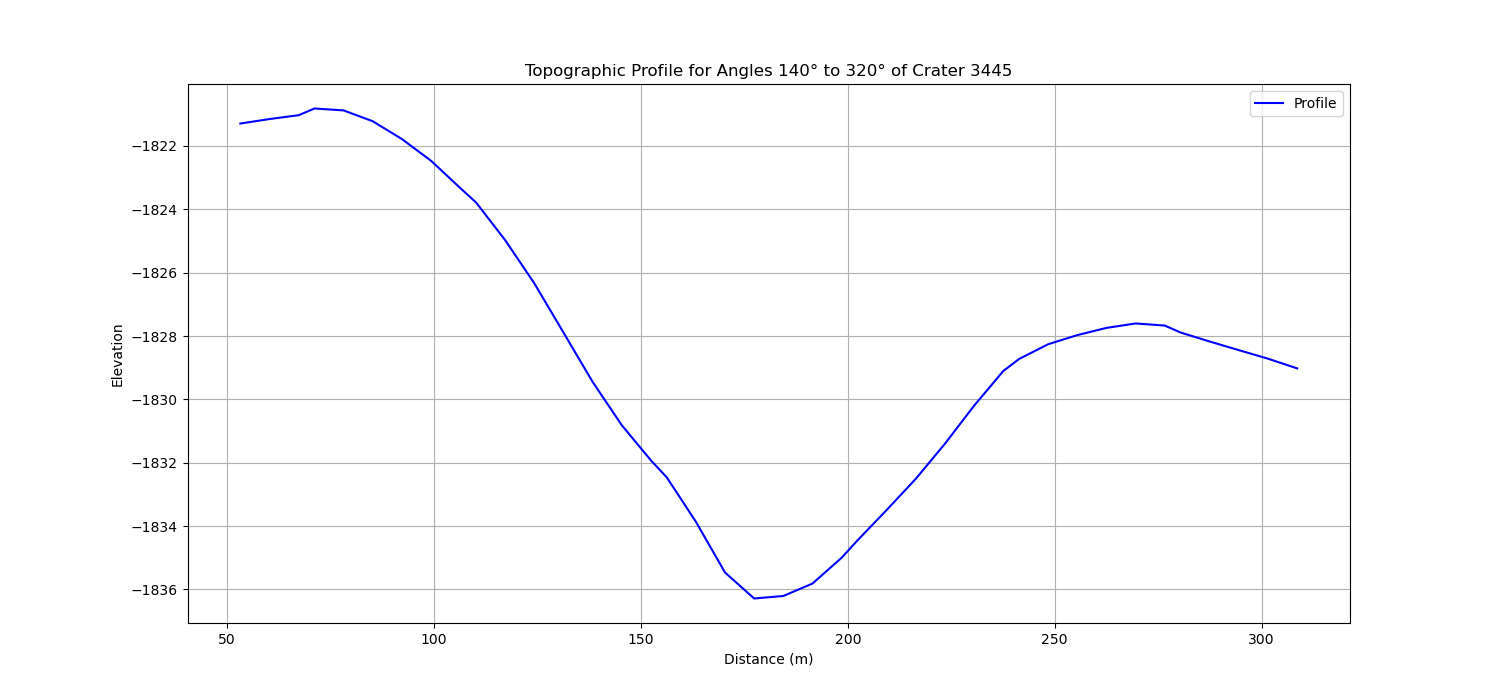 Topographic Profile for Angles 140° to 320° of Crater 3445
Profile
−1822
−1824
−1826
−1828
−1830
−1832
−1834
−1836
Elevation
50 100 150 200 250 300
Distance (m)